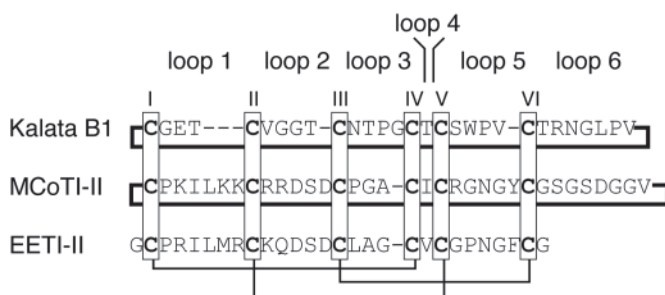 loop 4
loop 1 loop 2 loop 3 loop 5 loop 6
I II III IV V VI
Kalata B1 CGET---CVGGT-CNTPGCTCSWPV-CTRNGLPV
MCoTI-II CPKILKKCRRDSDCPGA-CICRGNGYCGSGSDGGV
EETI-II GCPRILMRCKQDSDCLAG-CVCGPNGFCG